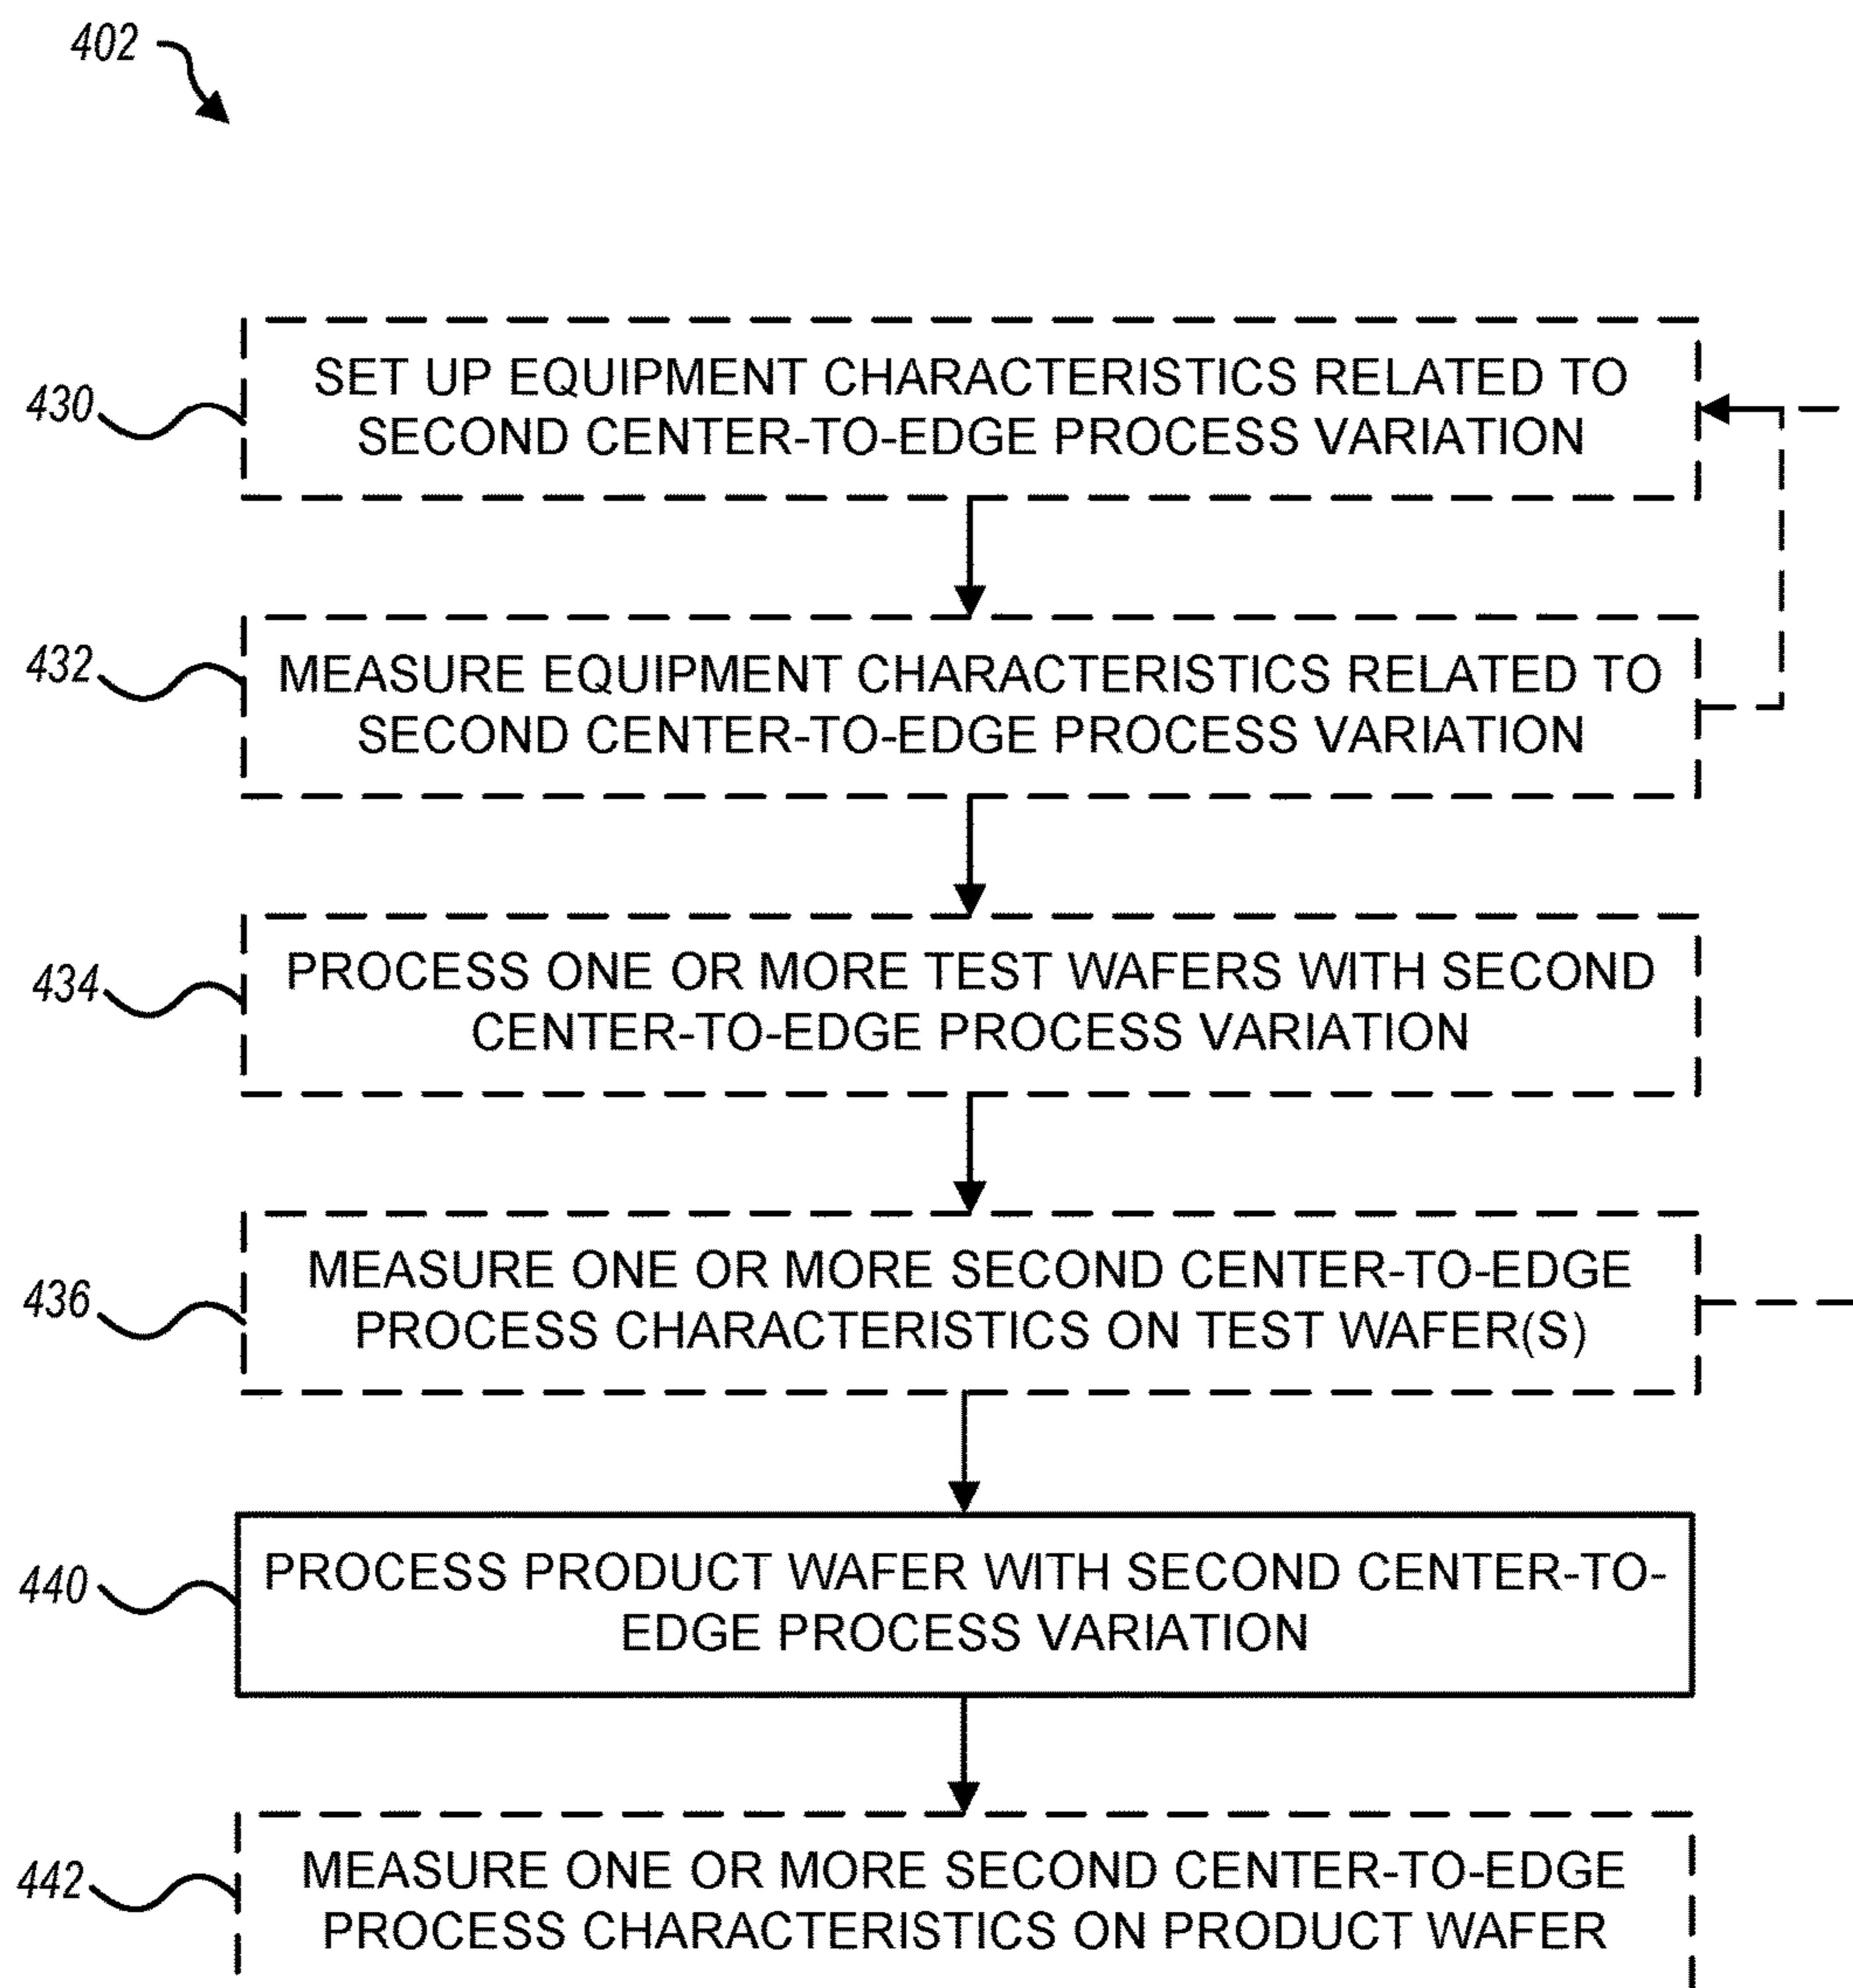 402
430
SET UP EQUIPMENT CHARACTERISTICS RELATED TO
SECOND CENTER-TO-EDGE PROCESS VARIATION
432
MEASURE EQUIPMENT CHARACTERISTICS RELATED TO
SECOND CENTER-TO-EDGE PROCESS VARIATION
434
PROCESS ONE OR MORE TEST WAFERS WITH SECOND
CENTER-TO-EDGE PROCESS VARIATION
436
MEASURE ONE OR MORE SECOND CENTER-TO-EDGE
PROCESS CHARACTERISTICS ON TEST WAFER(S)
440
PROCESS PRODUCT WAFER WITH SECOND CENTER-TO-
EDGE PROCESS VARIATION
442
MEASURE ONE OR MORE SECOND CENTER-TO-EDGE
PROCESS CHARACTERISTICS ON PRODUCT WAFER